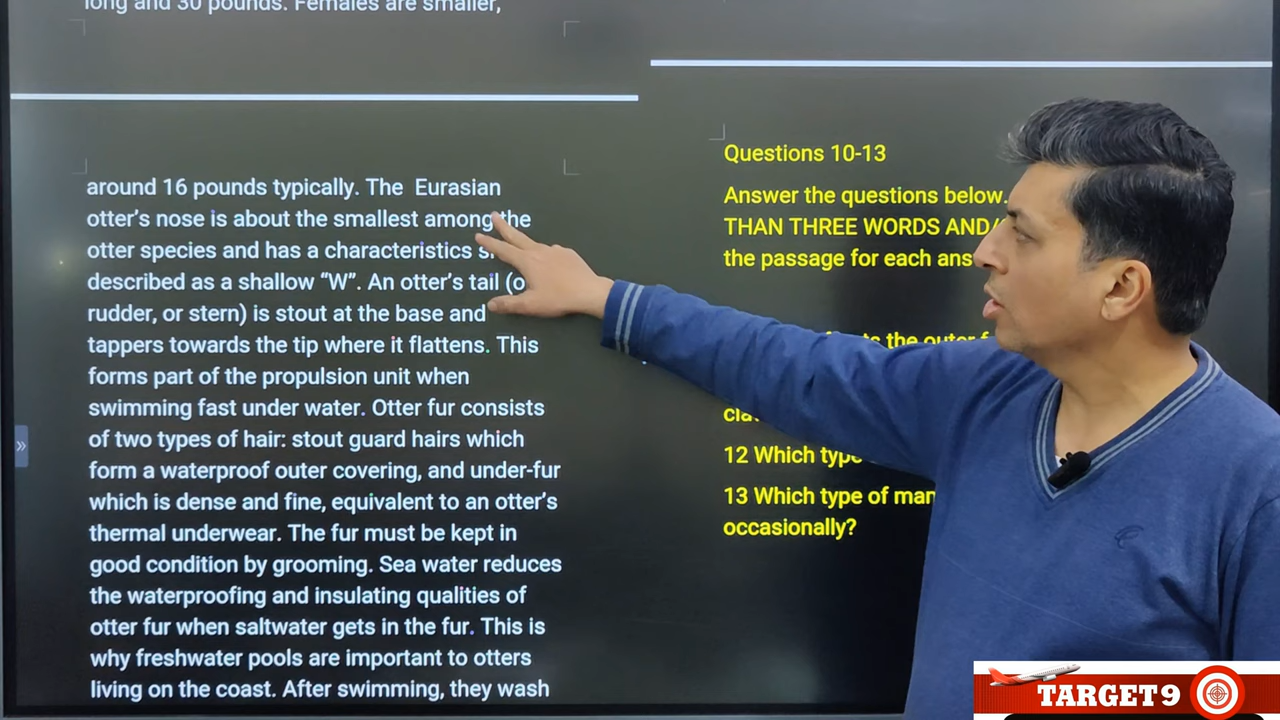 long and 30 pounds. Females are smaller,
around 16 pounds typically. The Eurasian
otter's nose is about the smallest among the
otter species and has a characteristics
described as a shallow “W”. An otter's tail
rudder, or stern) is stout at the base and
tappers towards the tip where it flattens. This
forms part of the propulsion unit when
swimming fast under water. Otter fur consists
of two types of hair: stout guard hairs which
form a waterproof outer covering, and under-fur
which is dense and fine, equivalent to an otter's
thermal underwear. The fur must be kept in
good condition by grooming. Sea water reduces
the waterproofing and insulating qualities of
otter fur when saltwater gets in the fur. This is
why freshwater pools are important to otters
living on the coast. After swimming, they wash
»
Questions 10-13
Answer the questions below.
THAN THREE WORDS AND/
the passage for each
the outer
12 Which
13 Which type of
occasionally?
TARGET9